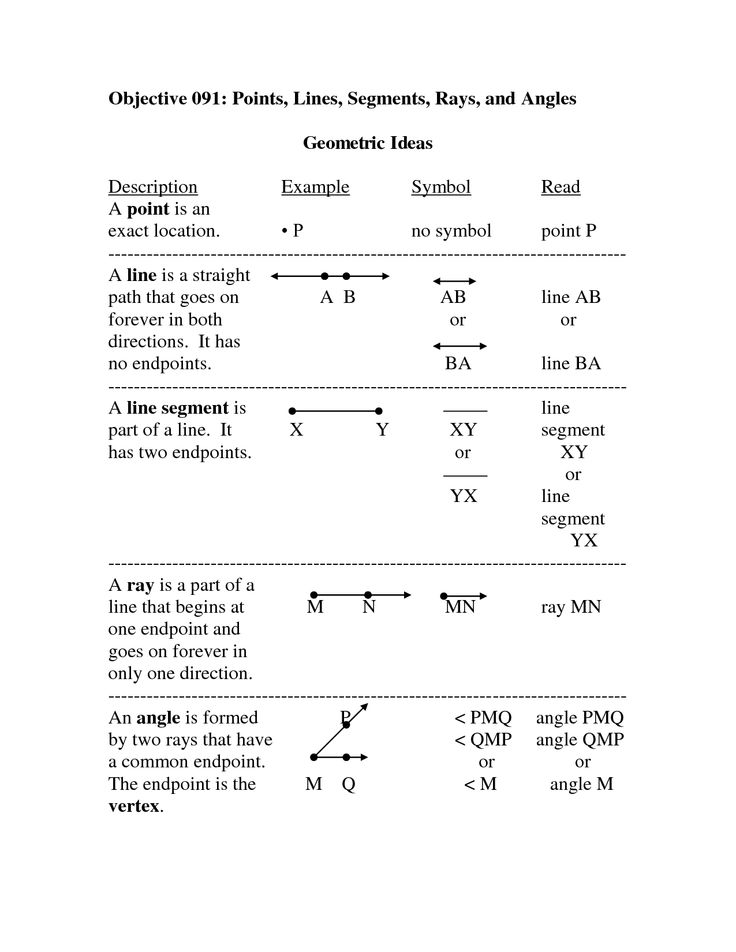 Objective 091: Points, Lines, Segments, Rays, and Angles
Geometric Ideas
Description Example Symbol Read
A point is an
exact location. • P no symbol point P
--------------------------------------------------------------------------------
A line is a straight
path that goes on A B AB line AB
forever in both or or
directions. It has
no endpoints. BA line BA
--------------------------------------------------------------------------------
A line segment is line
part of a line. It X Y XY segment
has two endpoints. or XY
or
YX line
segment
YX
--------------------------------------------------------------------------------
A ray is a part of a
line that begins at M N MN ray MN
one endpoint and
goes on forever in
only one direction.
--------------------------------------------------------------------------------
An angle is formed P < PMQ angle PMQ
by two rays that have < QMP angle QMP
a common endpoint. or or
The endpoint is the M Q < M angle M
vertex.